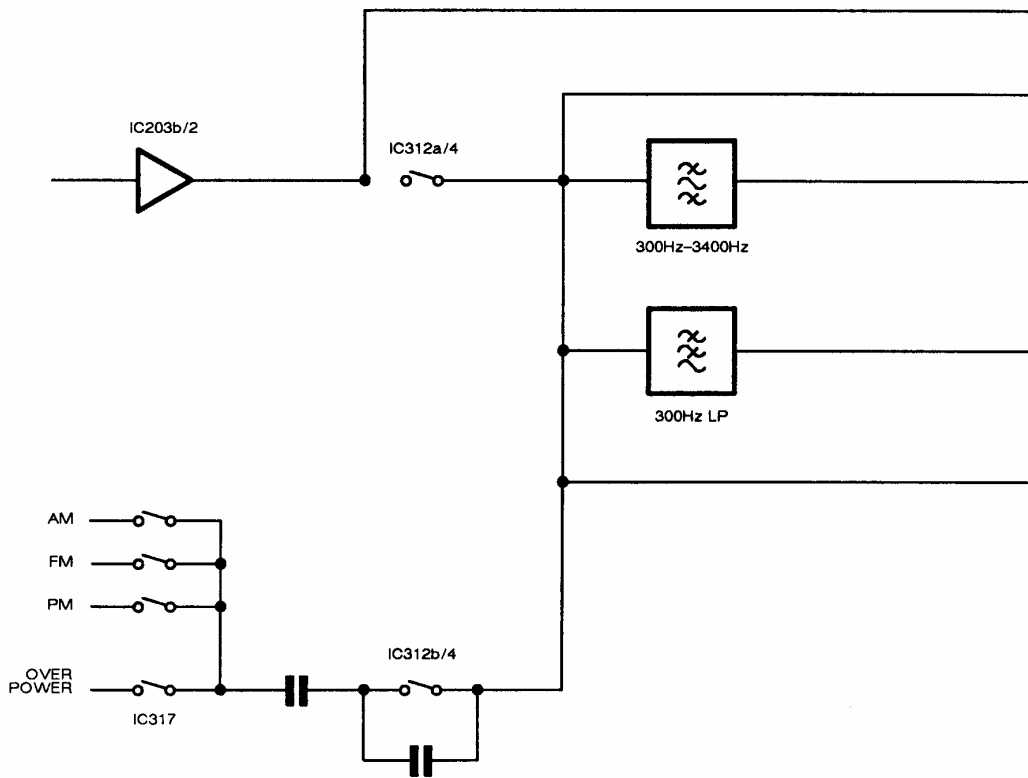 IC203b/2
IC312a/4
300Hz–3400Hz
300Hz LP
AM
FM
PM
IC312b/4
OVER
POWER
IC317